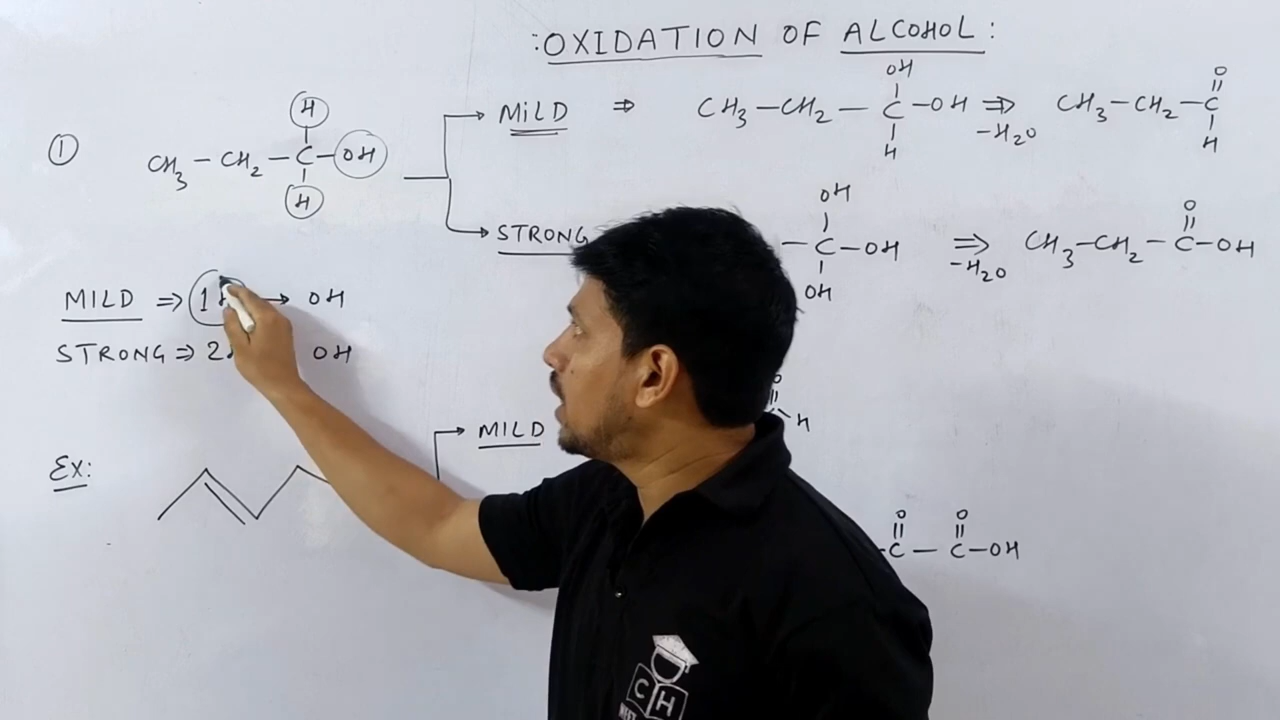 :OXIDATION OF ALCOHOL:
①
CH3-CH2-C-OH
H
H
MILD ⇒ CH3-CH2-C-OH ⇒ CH3-CH2-C
OH
H
-H2O
O
H
STRONG -C-OH ⇒ CH3-CH2-C-OH
OH
OH
-H2O
O
MILD ⇒ 1 → OH
STRONG ⇒ 2 OH
Ex:
MILD
O
H
O O
-C-C-OH
CH